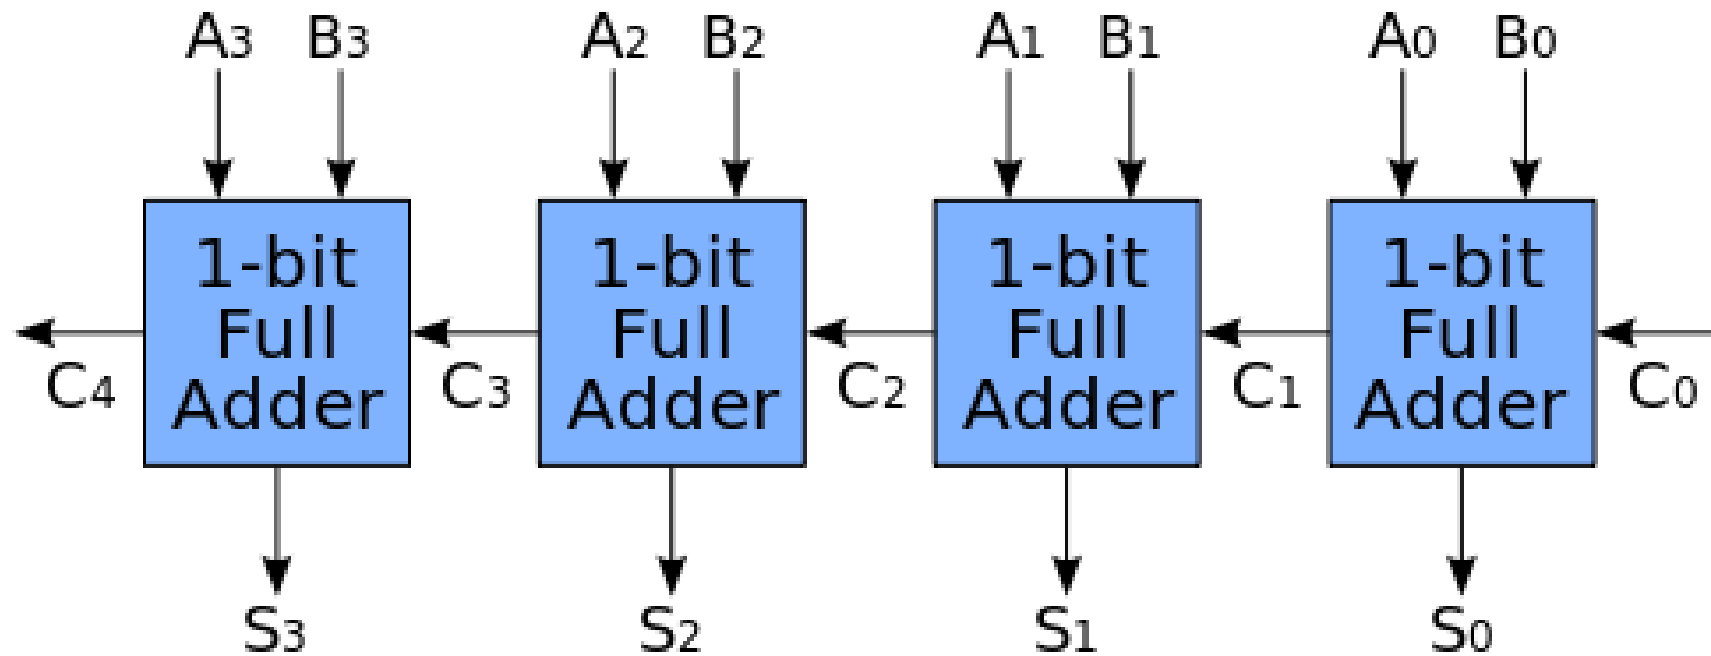 A3 B3 A2 B2 A1 B1 A0 B0
1-bit Full Adder 1-bit Full Adder 1-bit Full Adder 1-bit Full Adder
C4 C3 C2 C1 C0
S3 S2 S1 S0